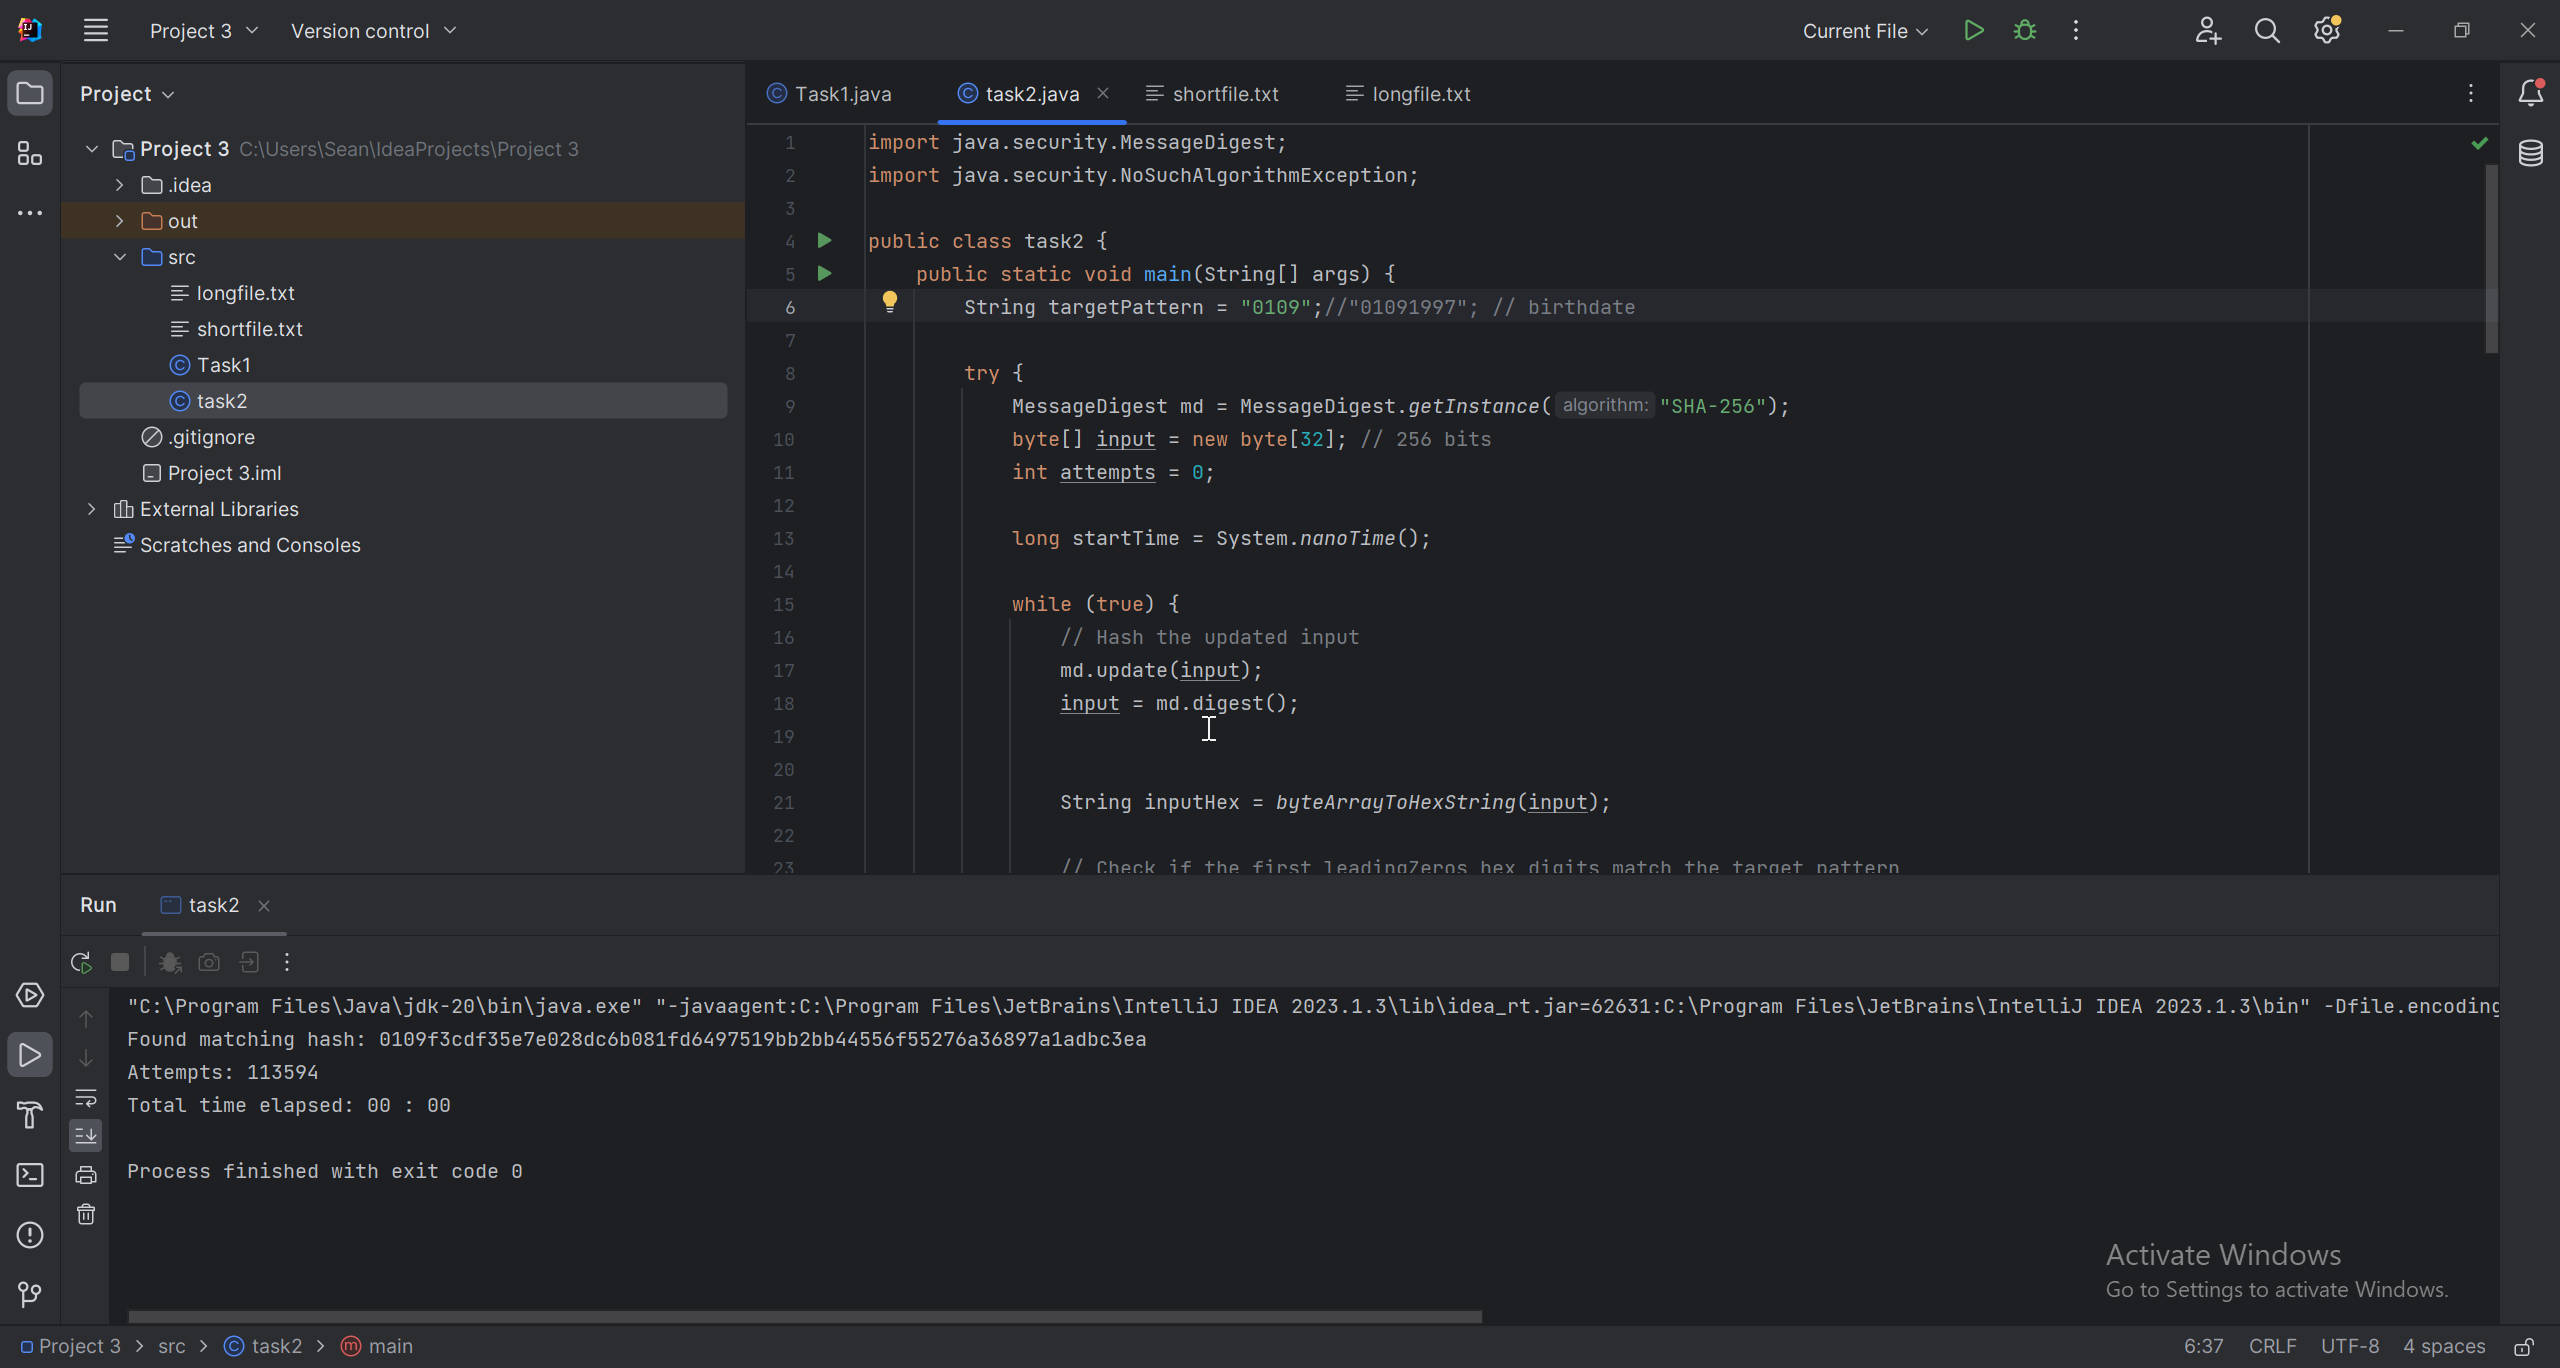 Project 3
Version control
Current File
Project
Project 3 C:\Users\Sean\IdeaProjects\Project 3
.idea
out
src
longfile.txt
shortfile.txt
Task1
task2
.gitignore
Project 3.iml
External Libraries
Scratches and Consoles
Task1.java task2.java shortfile.txt longfile.txt
1 import java.security.MessageDigest;
2 import java.security.NoSuchAlgorithmException;
3
4 public class task2 {
5 public static void main(String[] args) {
6 String targetPattern = "0109";//"01091997"; // birthdate
7
8 try {
9 MessageDigest md = MessageDigest.getInstance( algorithm: "SHA-256");
10 byte[] input = new byte[32]; // 256 bits
11 int attempts = 0;
12
13 long startTime = System.nanoTime();
14
15 while (true) {
16 // Hash the updated input
17 md.update(input);
18 input = md.digest();
19
20
21 String inputHex = byteArrayToHexString(input);
22
23 // Check if the first leadingZeros hex digits match the target pattern
Run task2
"C:\Program Files\Java\jdk-20\bin\java.exe" "-javaagent:C:\Program Files\JetBrains\IntelliJ IDEA 2023.1.3\lib\idea_rt.jar=62631:C:\Program Files\JetBrains\IntelliJ IDEA 2023.1.3\bin" -Dfile.encoding
Found matching hash: 0109f3cdf35e7e028dc6b081fd6497519bb2bb44556f55276a36897a1adbc3ea
Attempts: 113594
Total time elapsed: 00 : 00
Process finished with exit code 0
Activate Windows
Go to Settings to activate Windows.
Project 3 > src > task2 > main
6:37 CRLF UTF-8 4 spaces